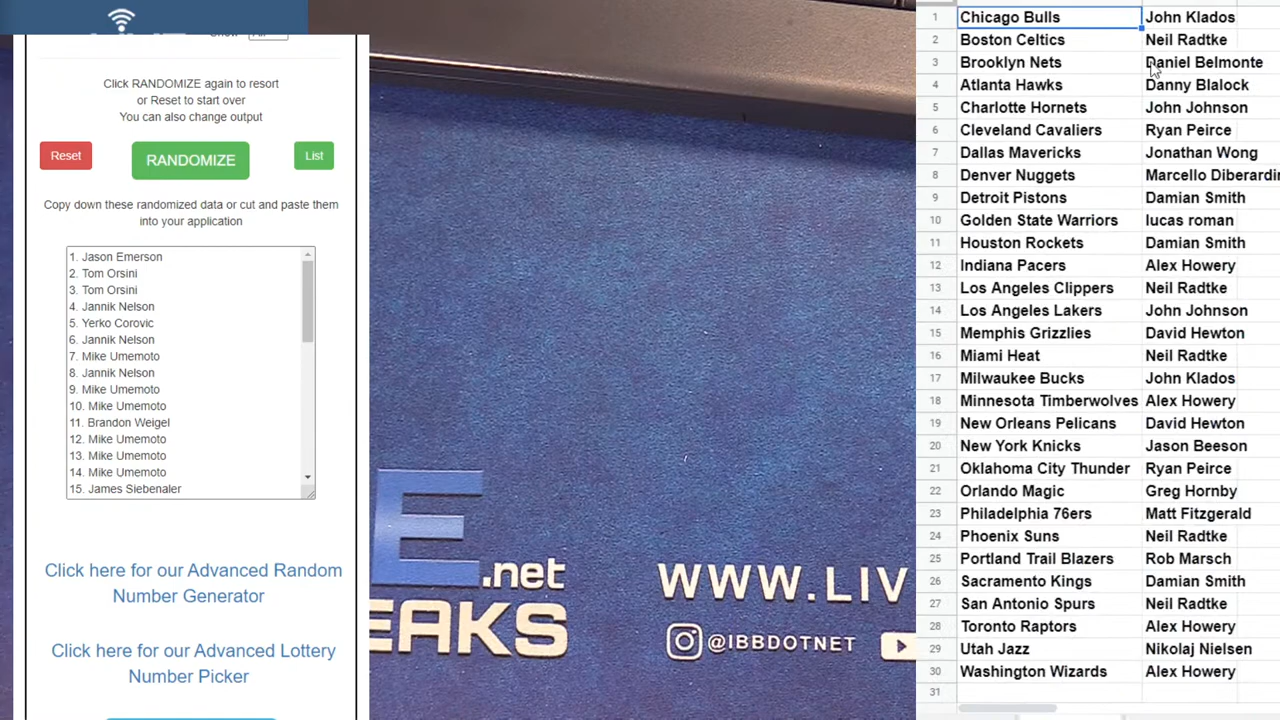 Click RANDOMIZE again to resort
or Reset to start over
You can also change output
Reset
RANDOMIZE
List
Copy down these randomized data or cut and paste them
into your application
1. Jason Emerson
2. Tom Orsini
3. Tom Orsini
4. Jannik Nelson
5. Yerko Corovic
6. Jannik Nelson
7. Mike Umemoto
8. Jannik Nelson
9. Mike Umemoto
10. Mike Umemoto
11. Brandon Weigel
12. Mike Umemoto
13. Mike Umemoto
14. Mike Umemoto
15. James Siebenaler
Click here for our Advanced Random
Number Generator
Click here for our Advanced Lottery
Number Picker
E.net
EAKS
WWW.LIV
@IBBDOTNET
1 Chicago Bulls John Klados
2 Boston Celtics Neil Radtke
3 Brooklyn Nets Daniel Belmonte
4 Atlanta Hawks Danny Blalock
5 Charlotte Hornets John Johnson
6 Cleveland Cavaliers Ryan Peirce
7 Dallas Mavericks Jonathan Wong
8 Denver Nuggets Marcello Diberardin
9 Detroit Pistons Damian Smith
10 Golden State Warriors lucas roman
11 Houston Rockets Damian Smith
12 Indiana Pacers Alex Howery
13 Los Angeles Clippers Neil Radtke
14 Los Angeles Lakers John Johnson
15 Memphis Grizzlies David Hewton
16 Miami Heat Neil Radtke
17 Milwaukee Bucks John Klados
18 Minnesota Timberwolves Alex Howery
19 New Orleans Pelicans David Hewton
20 New York Knicks Jason Beeson
21 Oklahoma City Thunder Ryan Peirce
22 Orlando Magic Greg Hornby
23 Philadelphia 76ers Matt Fitzgerald
24 Phoenix Suns Neil Radtke
25 Portland Trail Blazers Rob Marsch
26 Sacramento Kings Damian Smith
27 San Antonio Spurs Neil Radtke
28 Toronto Raptors Alex Howery
29 Utah Jazz Nikolaj Nielsen
30 Washington Wizards Alex Howery
31